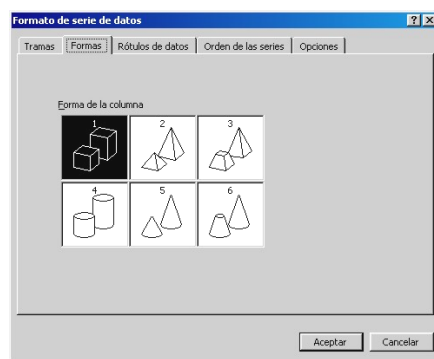 Formato de serie de datos
Tramas Formas Rótulos de datos Orden de las series Opciones
Forma de la columna
1 2 3
4 5 6
Aceptar Cancelar